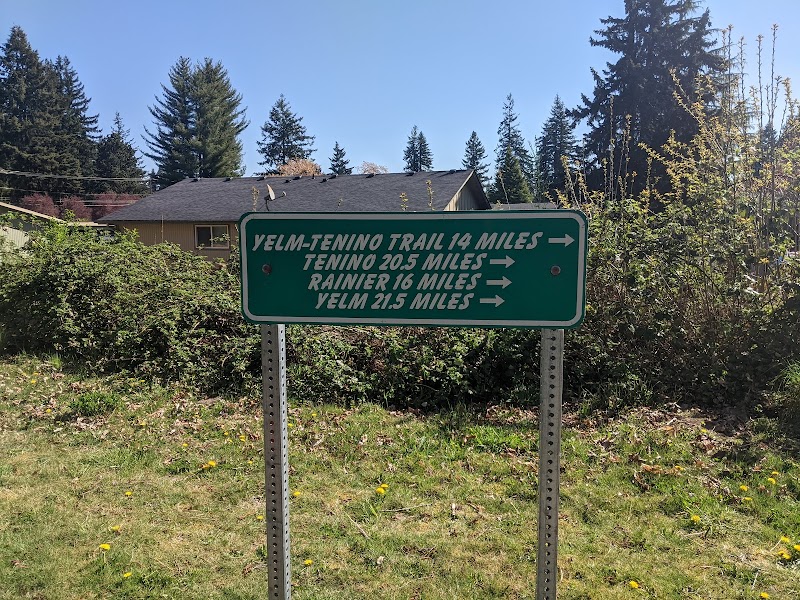 YELM-TENINO TRAIL 14 MILES →
TENINO 20.5 MILES →
RAINIER 16 MILES →
YELM 21.5 MILES →